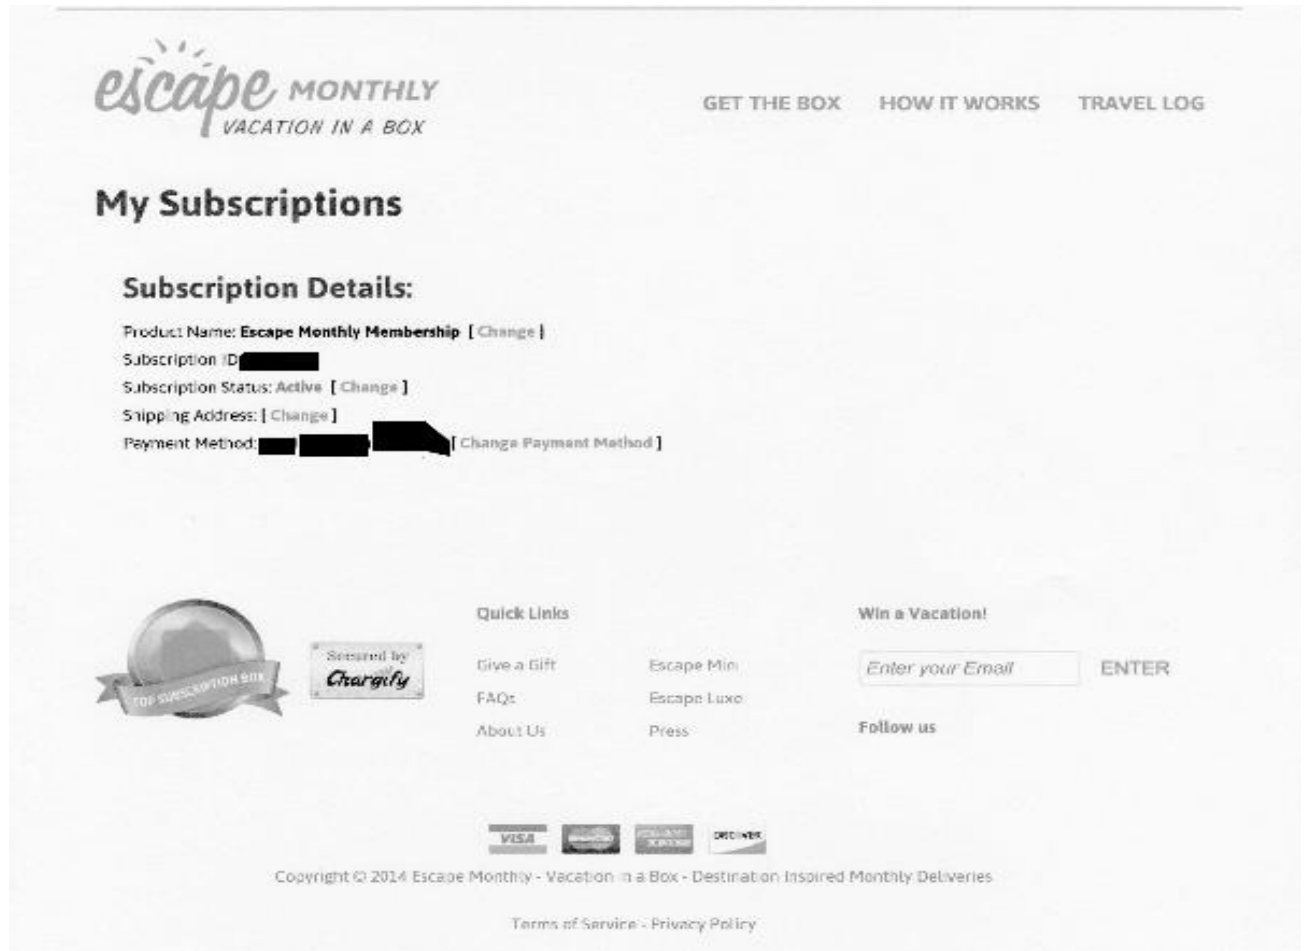 escape MONTHLY
VACATION IN A BOX
GET THE BOX HOW IT WORKS TRAVEL LOG
My Subscriptions
Subscription Details:
Product Name: Escape Monthly Membership [ Change ]
Subscription ID
Subscription Status: Active [ Change ]
Shipping Address: [ Change ]
Payment Method: [ Change Payment Method ]
TOP SUBSCRIPTION BOX
Secured by
Chargify
Quick Links
Give a Gift Escape Mini
FAQs Escape Luxe
About Us Press
Win a Vacation!
Enter your Email ENTER
Follow us
VISA DISCOVER
Copyright © 2014 Escape Monthly - Vacation in a Box - Destination Inspired Monthly Deliveries
Terms of Service - Privacy Policy